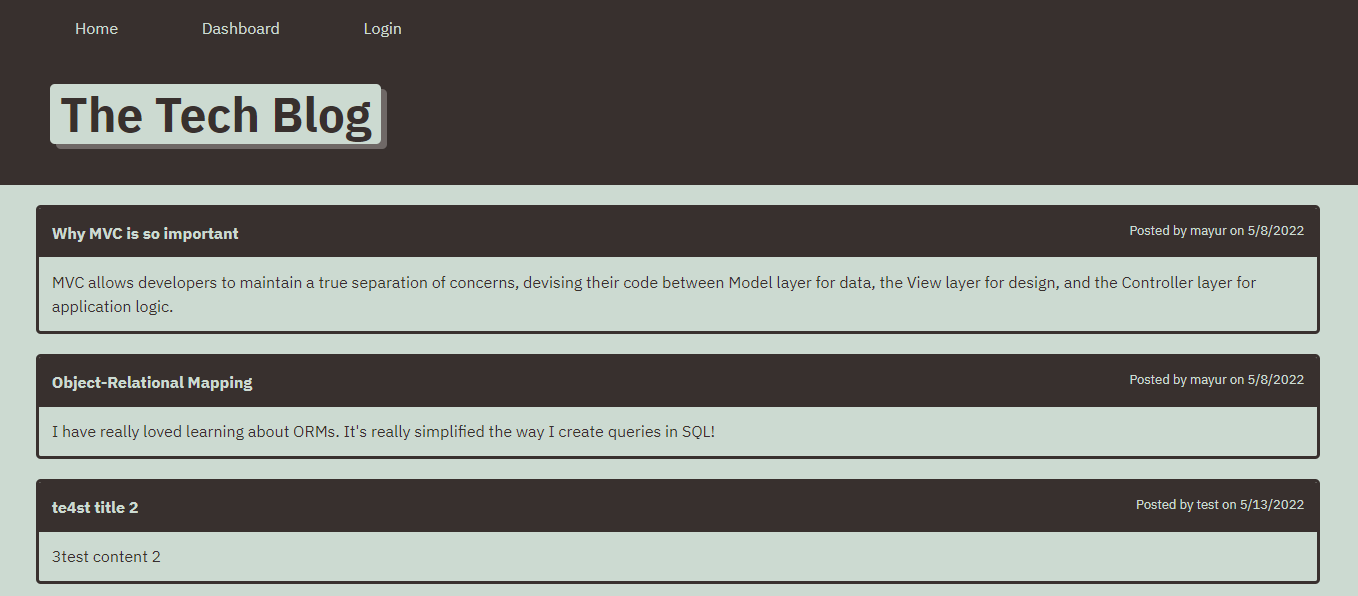 Home Dashboard Login
The Tech Blog
Why MVC is so important Posted by mayur on 5/8/2022
MVC allows developers to maintain a true separation of concerns, devising their code between Model layer for data, the View layer for design, and the Controller layer for
application logic.
Object-Relational Mapping Posted by mayur on 5/8/2022
I have really loved learning about ORMs. It's really simplified the way I create queries in SQL!
te4st title 2 Posted by test on 5/13/2022
3test content 2